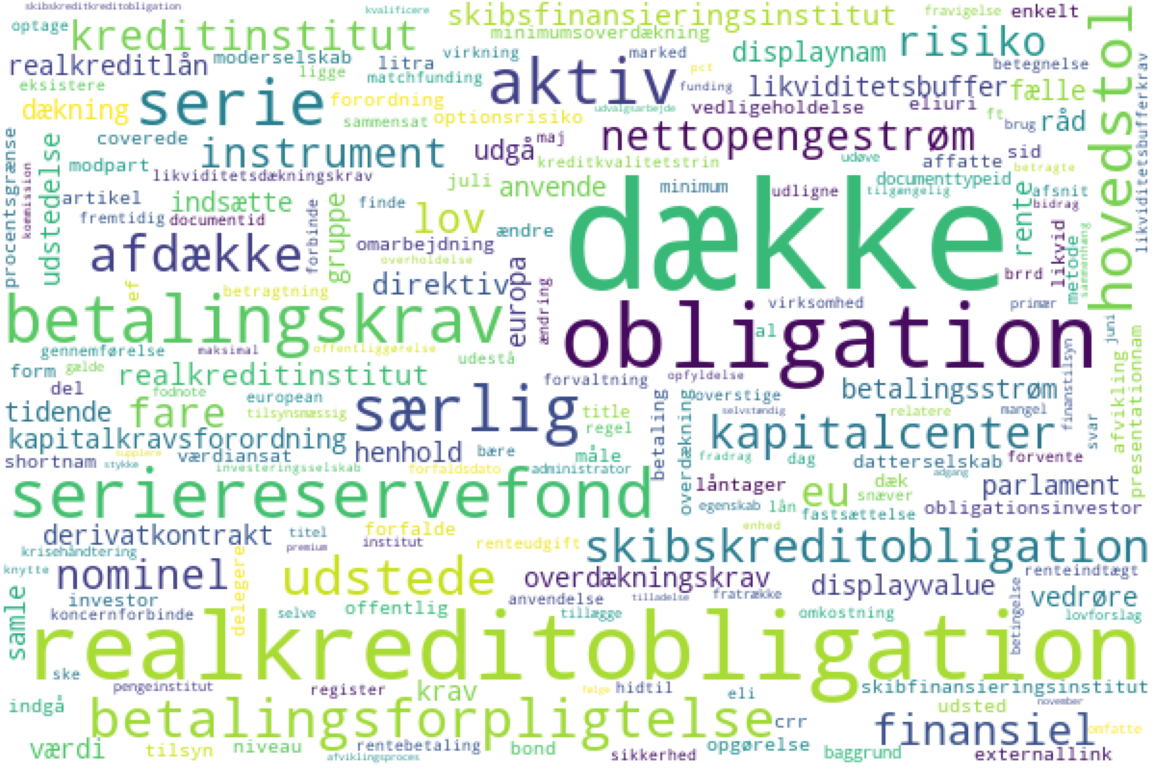 skibskreditkreditobligation
kvalificere
optage
kreditinstitut
skibsfinansieringsinstitut
fravigelse
enkelt
minimumsoverdækning
displaynam
risiko
hovedstol
realkreditlån
moderselskab
virkning
marked
betegnelse
litra
ligge
matchfunding
aktiv
pct
funding
likviditetsbuffer
fælle
eksistere
dækning
serie
forordning
optionsrisiko
udvalgsarbejde
vedligeholdelse
eliuri
ft
brug
råd
sammensat
coverede
instrument
udgå
maj
nettopengestrøm
sid
likviditetsbufferkrav
procentsgrænse
kommission
udstedelse
modpart
likviditetsdækningskrav
kreditkvalitetstrin
udøve
affatte
betragte
artikel
indsætte
juli
anvende
minimum
udligne
documenttypeid
tilgængelig
afsnit
bidrag
rente
fremtidig
documentid
forbinde
gruppe
finde
lov
ændre
dække
likvid
metode
sammenhæng
afdække
omarbejdning
overholdelse
europa
brrd
ef
betragtning
direktiv
ændring
virksomhed
primær
betalingskrav
obligation
al
juni
gennemførelse
maksimal
offentliggørelse
udestå
form
gælde
realkreditinstitut
forvaltning
opfyldelse
betalingsstrøm
finanstilsyn
afvikling
presentationnam
del
fodnote
european
særlig
betaling
overdækning
overstige
tidende
fare
tilsynsmæssig
title
regel
selvstændig
relatere
mangel
svar
kapitalkravsforordning
henhold
kapitalcenter
shortnam
supplere
stykke
værdiansat
investeringsselskab
bære
forfaldsdato
måle
administrator
fradrag
dag
datterselskab
forvente
adgang
seriereservefond
låntager
egenskab
lån
eu
dæk
snæver
parlament
fastsættelse
obligationsinvestor
derivatkontrakt
titel
forfalde
enhed
krisehåndtering
premium
institut
renteudgift
skibskreditobligation
knytte
nominel
delegere
udstede
overdækningskrav
displayvalue
betingelse
renteindtægt
investor
anvendelse
tilladelse
fratrække
vedrøre
samle
koncernforbinde
selve
offentlig
tillægge
omkostning
lovforslag
realkreditobligation
ske
pengeinstitut
register
krav
følge
hidtil
eli
skibfinansieringsinstitut
indgå
betalingsforpligtelse
crr
udsted
november
finansiel
omfatte
værdi
tilsyn
niveau
rentebetaling
afviklingsproces
bond
sikkerhed
opgørelse
baggrund
externallink